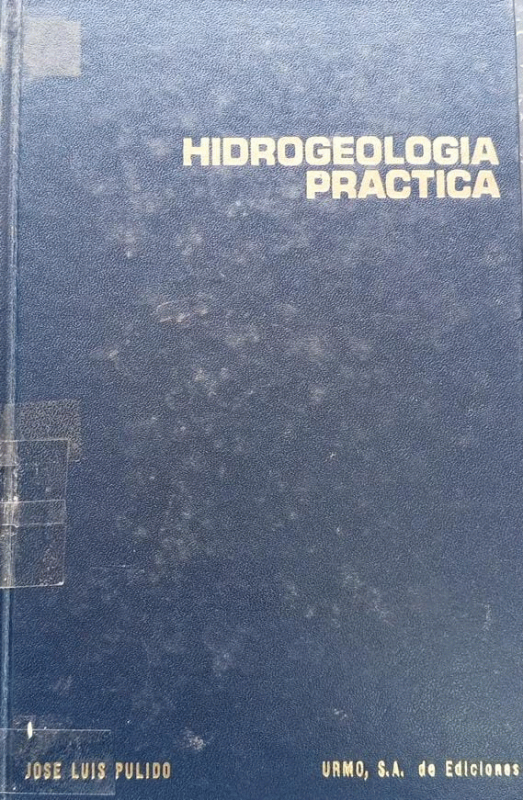 HIDROGEOLOGIA
PRACTICA
JOSE LUIS PULIDO
URMO, S.A. de Ediciones